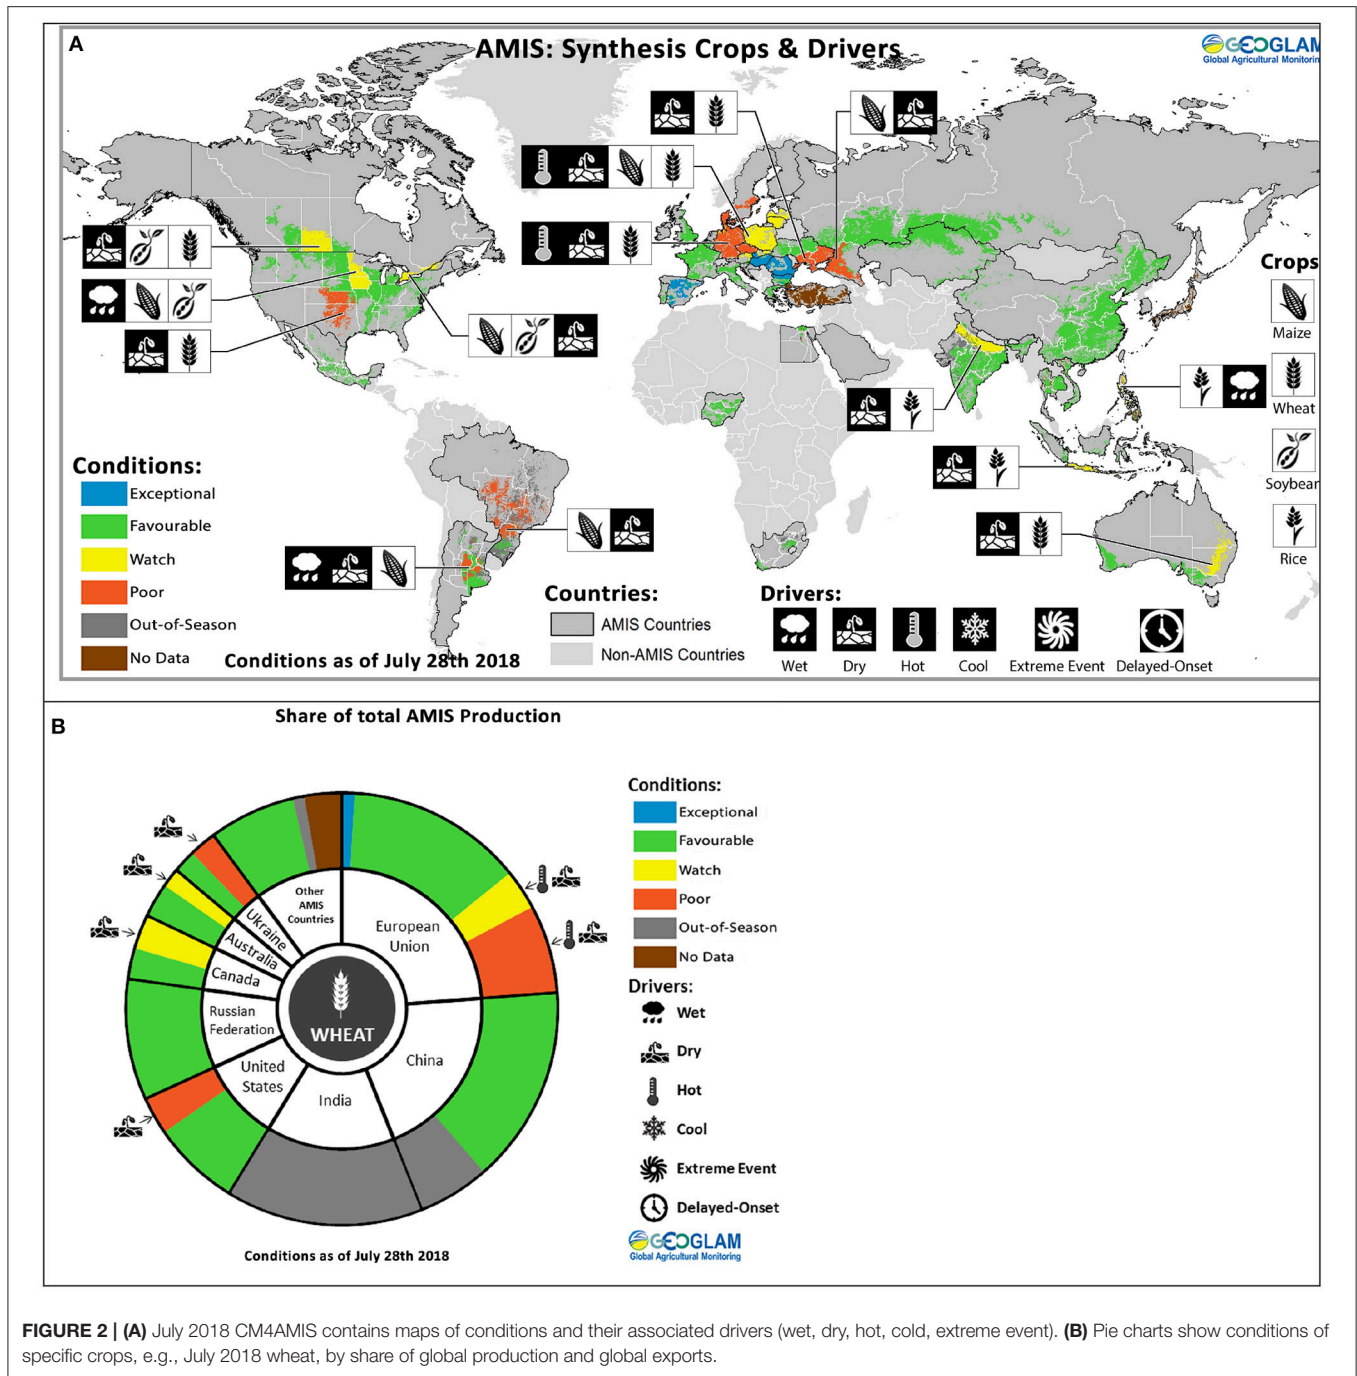 A
AMIS: Synthesis Crops & Drivers
GEOGLAM
Global Agricultural Monitorin
Crops
Maize
Wheat
Soybean
Rice
Conditions:
Exceptional
Favourable
Watch
Poor
Out-of-Season
No Data
Conditions as of July 28th 2018
Countries:
AMIS Countries
Non-AMIS Countries
Drivers:
Wet
Dry
Hot
Cool
Extreme Event
Delayed-Onset
B
Share of total AMIS Production
Other
AMIS
Countries
European
Union
China
India
United
States
Russian
Federation
Canada
Australia
Ukraine
WHEAT
Conditions as of July 28th 2018
Conditions:
Exceptional
Favourable
Watch
Poor
Out-of-Season
No Data
Drivers:
Wet
Dry
Hot
Cool
Extreme Event
Delayed-Onset
GEOGLAM
Global Agricultural Monitoring
FIGURE 2 | (A) July 2018 CM4AMIS contains maps of conditions and their associated drivers (wet, dry, hot, cold, extreme event). (B) Pie charts show conditions of
specific crops, e.g., July 2018 wheat, by share of global production and global exports.